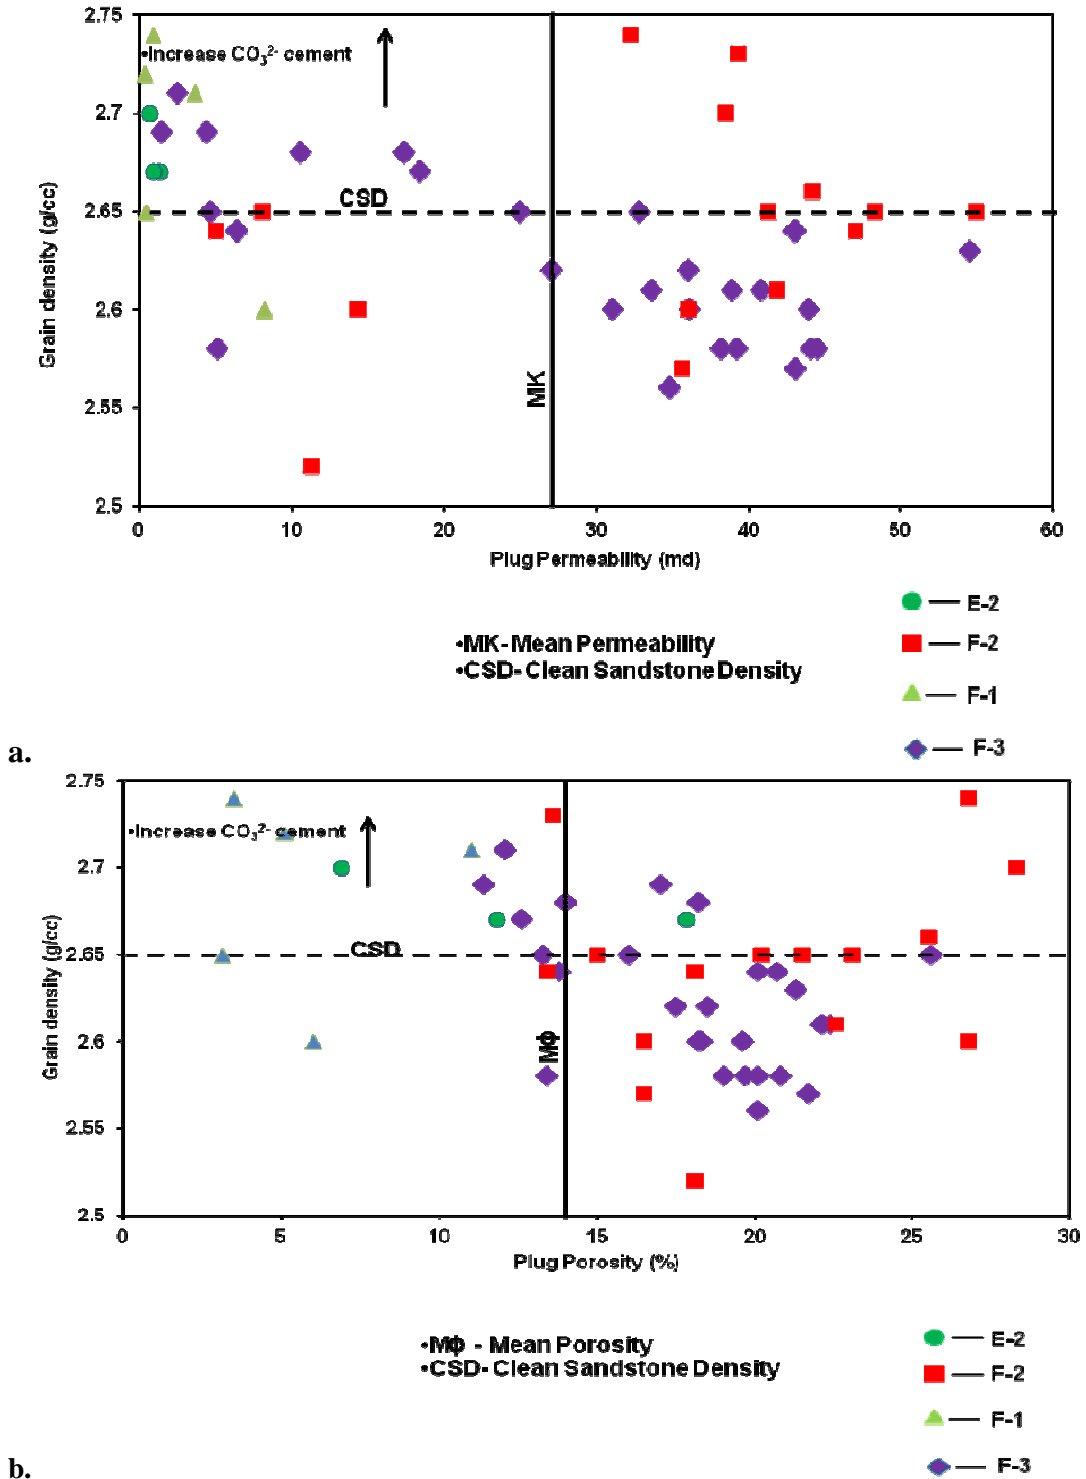 2.75
•Increase CO₃²⁻ cement
2.7
CSD
2.65
2.6
2.55
2.5
Grain density (g/cc)
MK
0 10 20 30 40 50 60
Plug Permeability (md)
•MK-Mean Permeability
•CSD-Clean Sandstone Density
E-2
F-2
F-1
F-3
a.
2.75
•Increase CO₃²⁻ cement
2.7
CSD
2.65
2.6
2.55
2.5
Grain density (g/cc)
MΦ
0 5 10 15 20 25 30
Plug Porosity (%)
•MΦ - Mean Porosity
•CSD-Clean Sandstone Density
E-2
F-2
F-1
F-3
b.